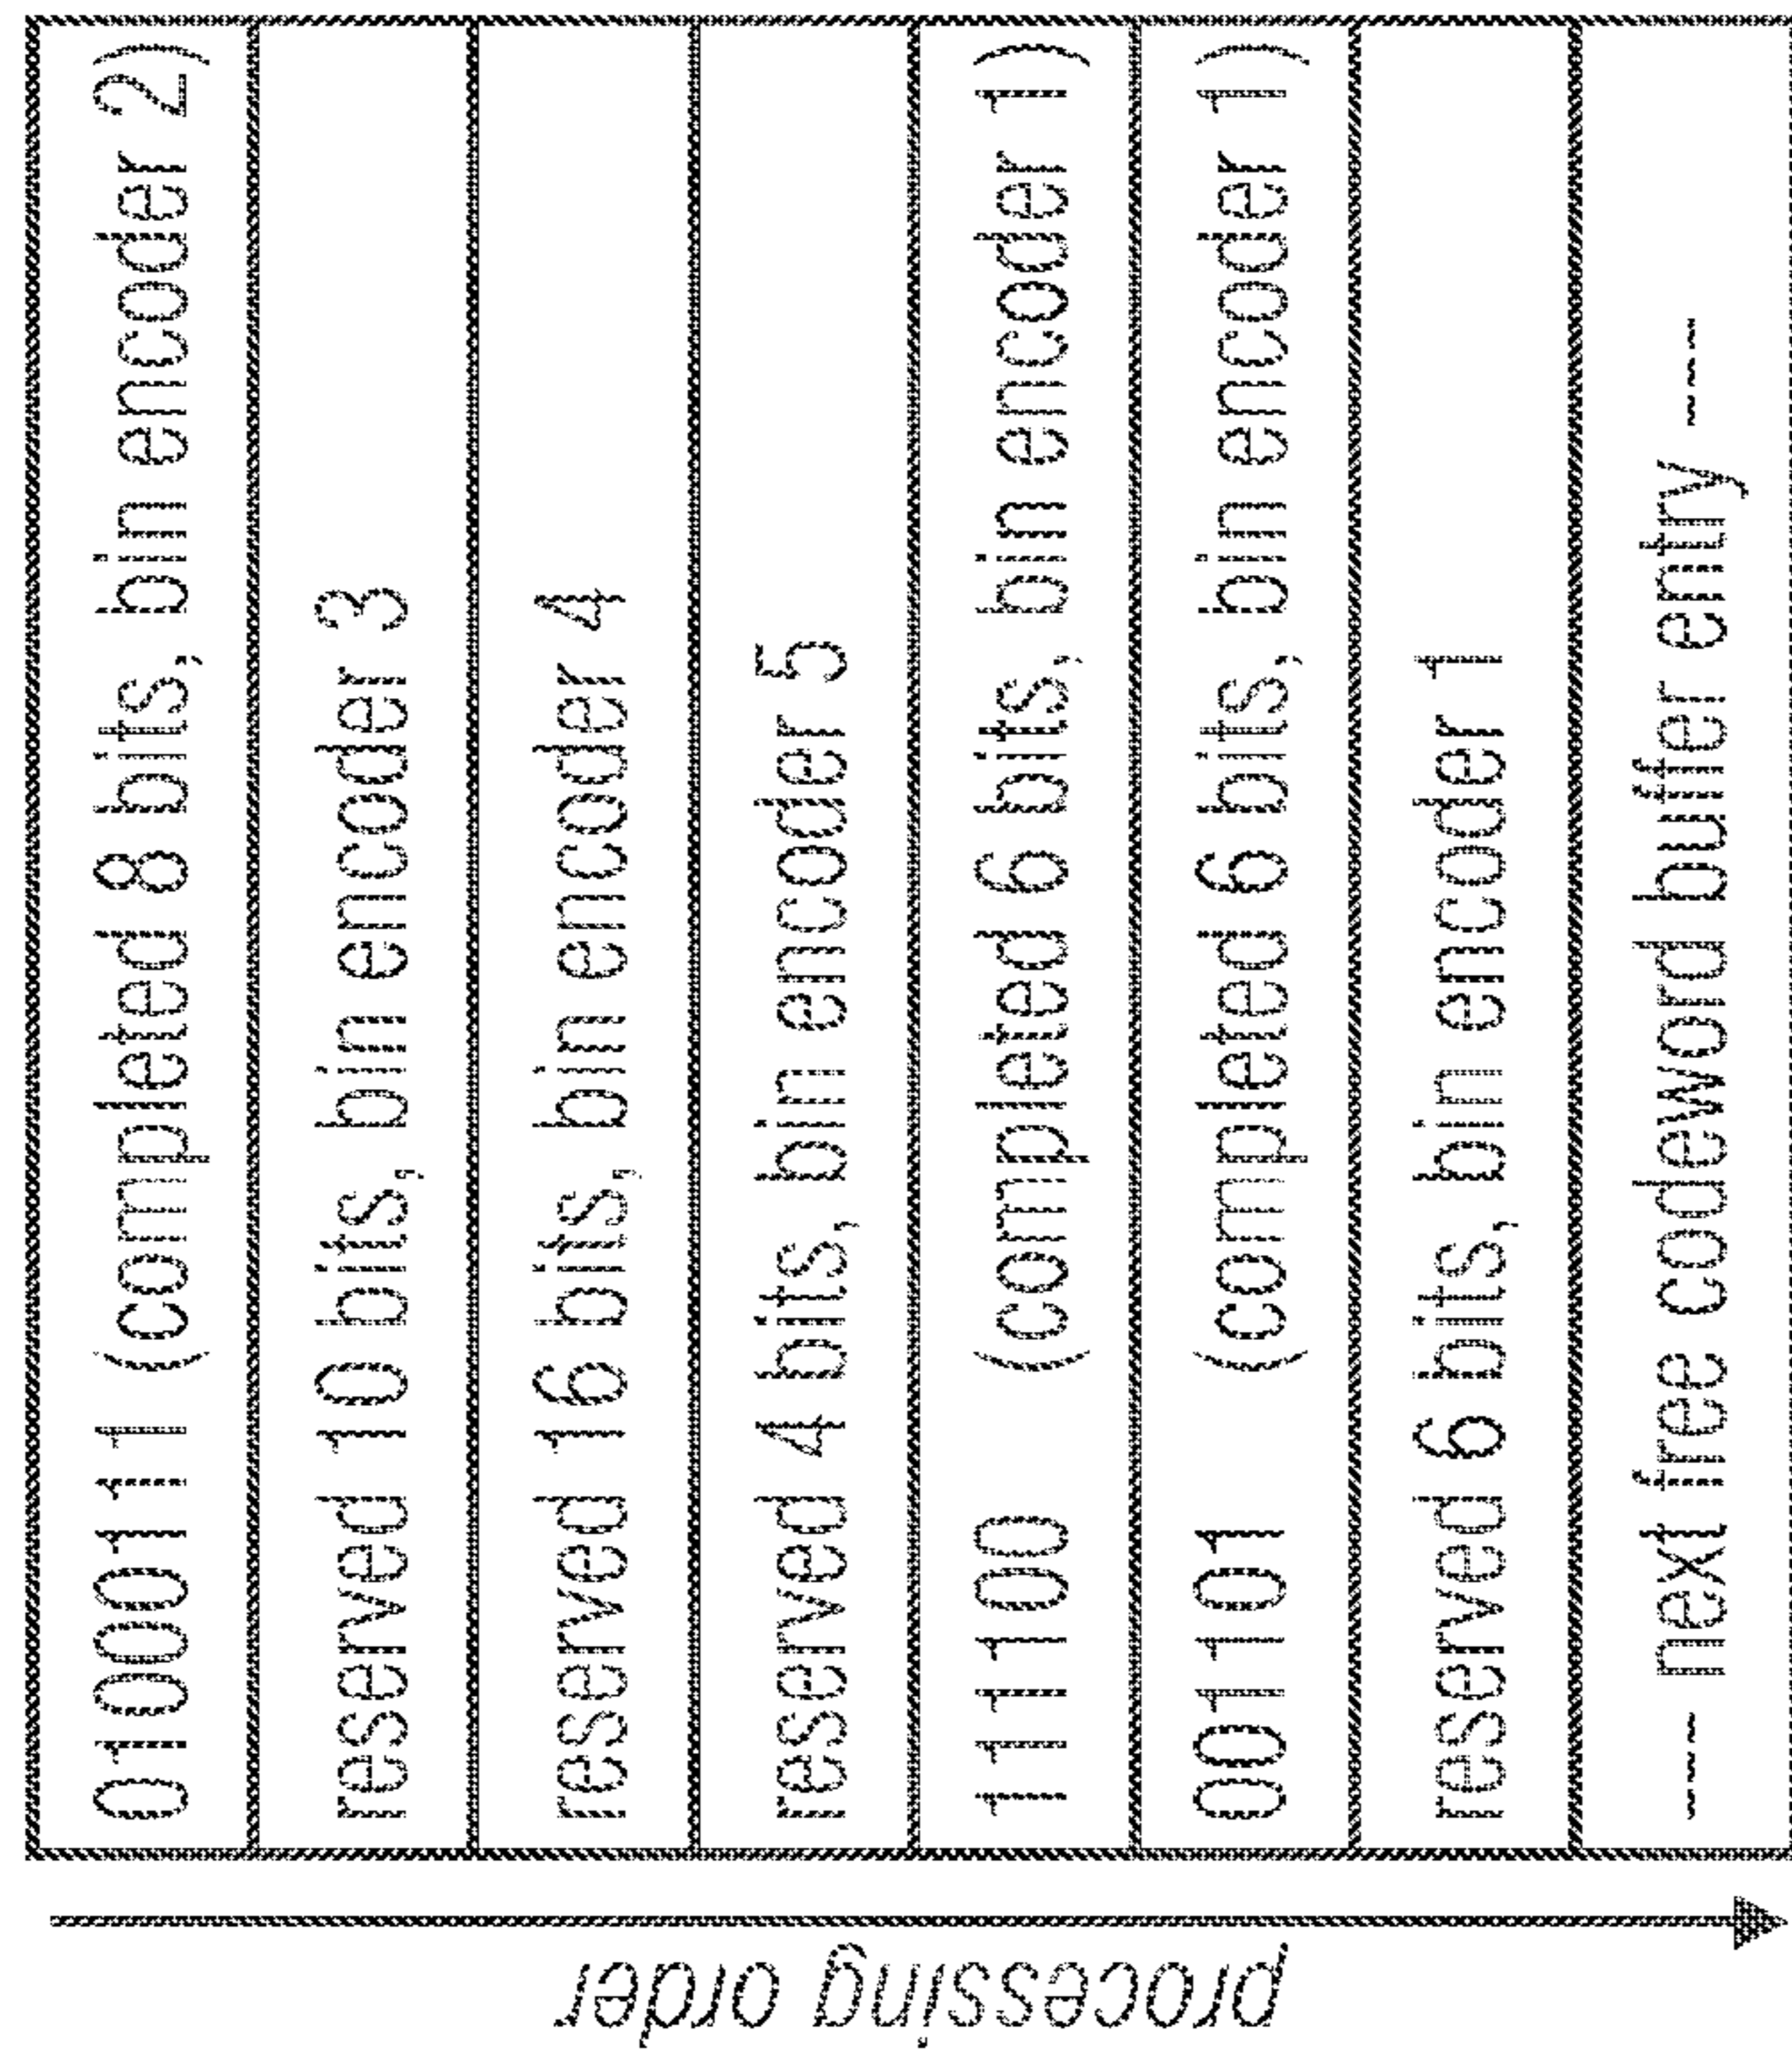 01000111 (completed 8 bits, bin encoder 2)
reserved 10 bits, bin encoder 3
reserved 16 bits, bin encoder 4
reserved 4 bits, bin encoder 5
111100 (completed 6 bits, bin encoder 1)
001101 (completed 6 bits, bin encoder 1)
reserved 6 bits, bin encoder 1
--- next free codeword buffer entry ---
processing order